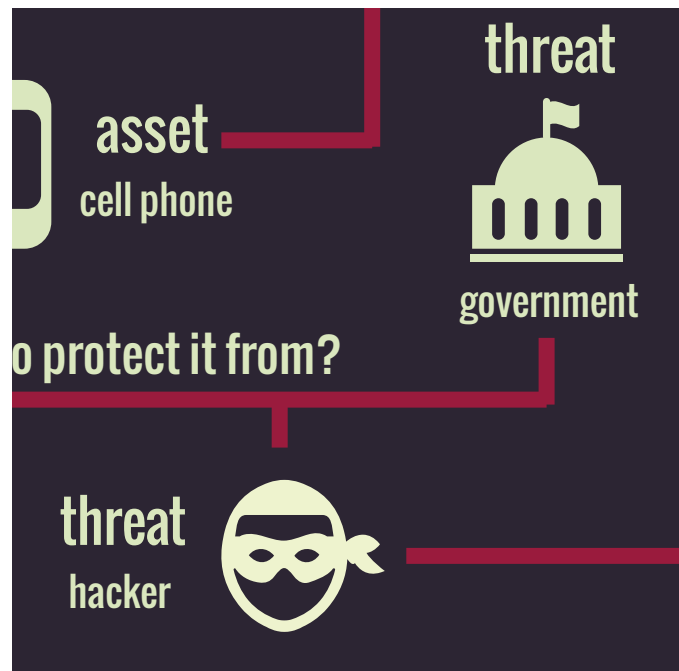 threat
asset
cell phone
government
o protect it from?
threat
hacker